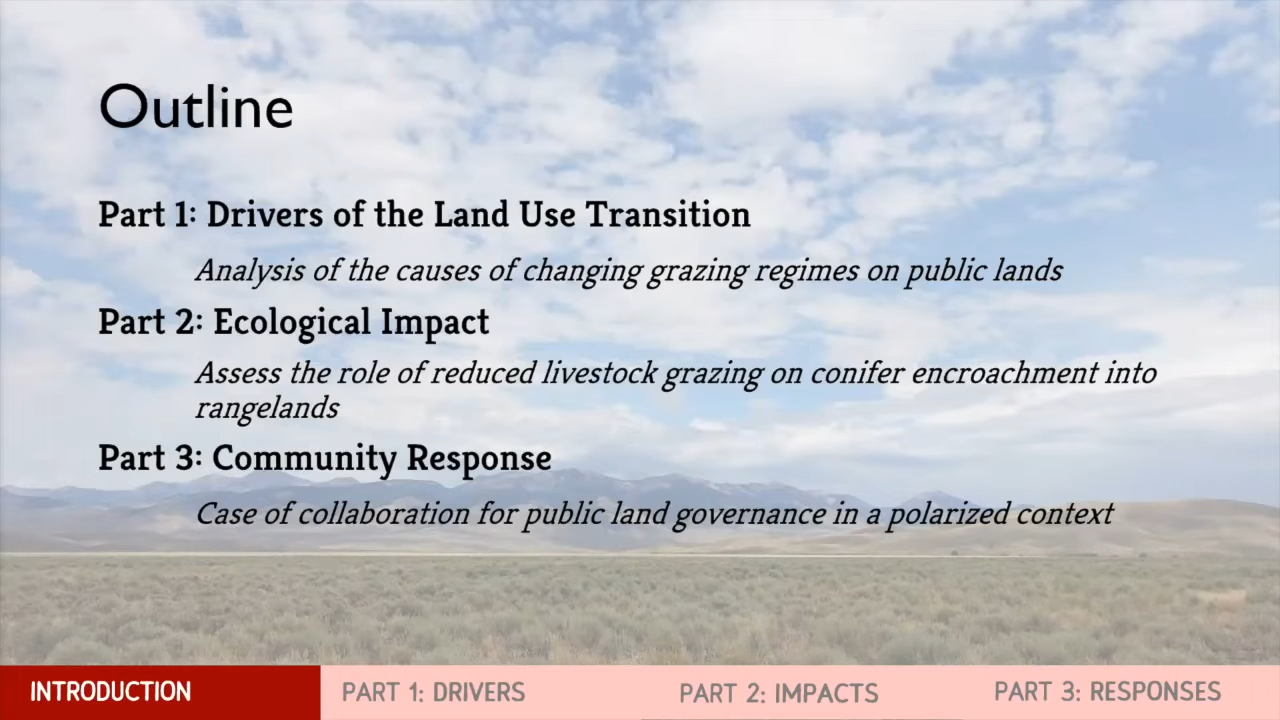 Outline
Part 1: Drivers of the Land Use Transition
Analysis of the causes of changing grazing regimes on public lands
Part 2: Ecological Impact
Assess the role of reduced livestock grazing on conifer encroachment into
rangelands
Part 3: Community Response
Case of collaboration for public land governance in a polarized context
INTRODUCTION
PART 1: DRIVERS
PART 2: IMPACTS
PART 3: RESPONSES